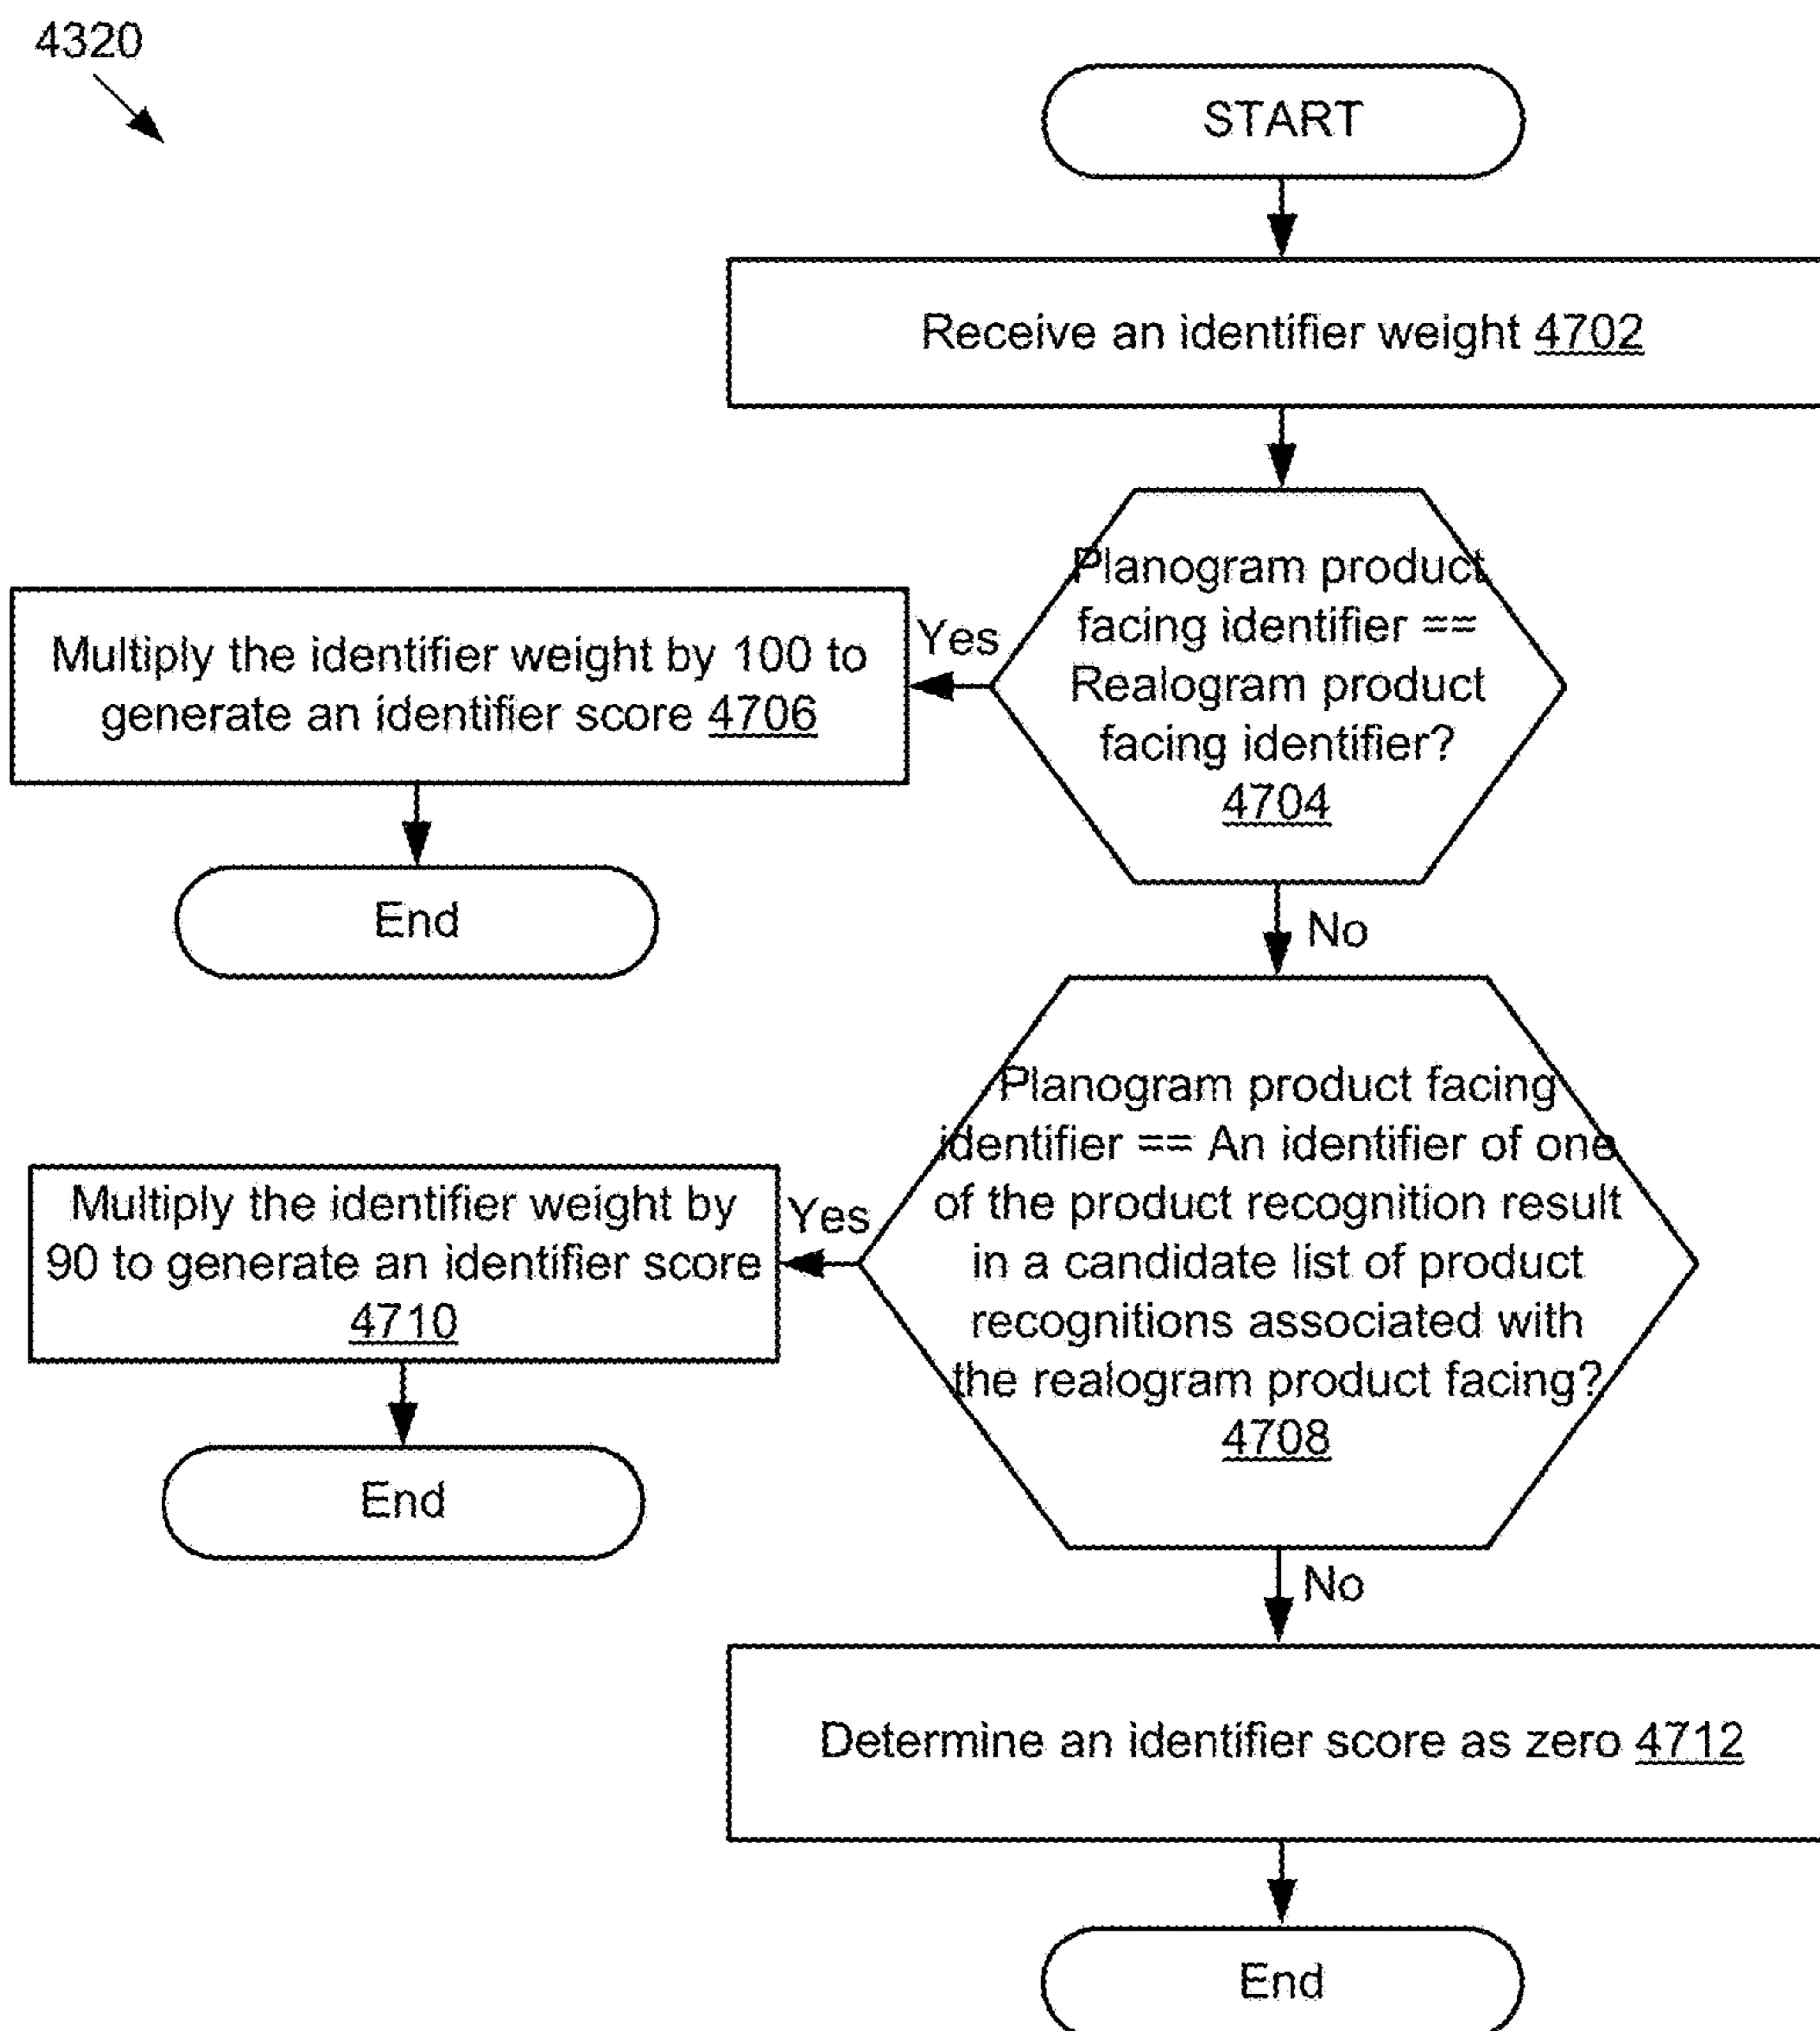 4320
START
Receive an identifier weight 4702
Planogram product
facing identifier ==
Realogram product
facing identifier?
4704
Yes
Multiply the identifier weight by 100 to
generate an identifier score 4706
End
No
Planogram product facing
identifier == An identifier of one
of the product recognition result
in a candidate list of product
recognitions associated with
the realogram product facing?
4708
Yes
Multiply the identifier weight by
90 to generate an identifier score
4710
End
No
Determine an identifier score as zero 4712
End